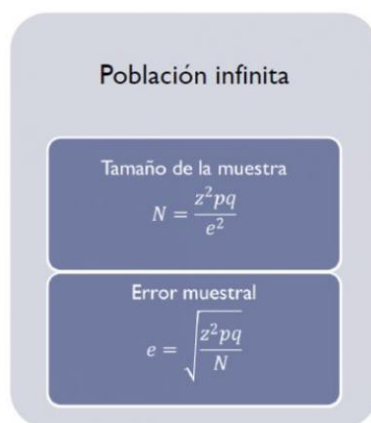 Población infinita
Tamaño de la muestra
N = z²pq / e²
Error muestral
e = √(z²pq / N)